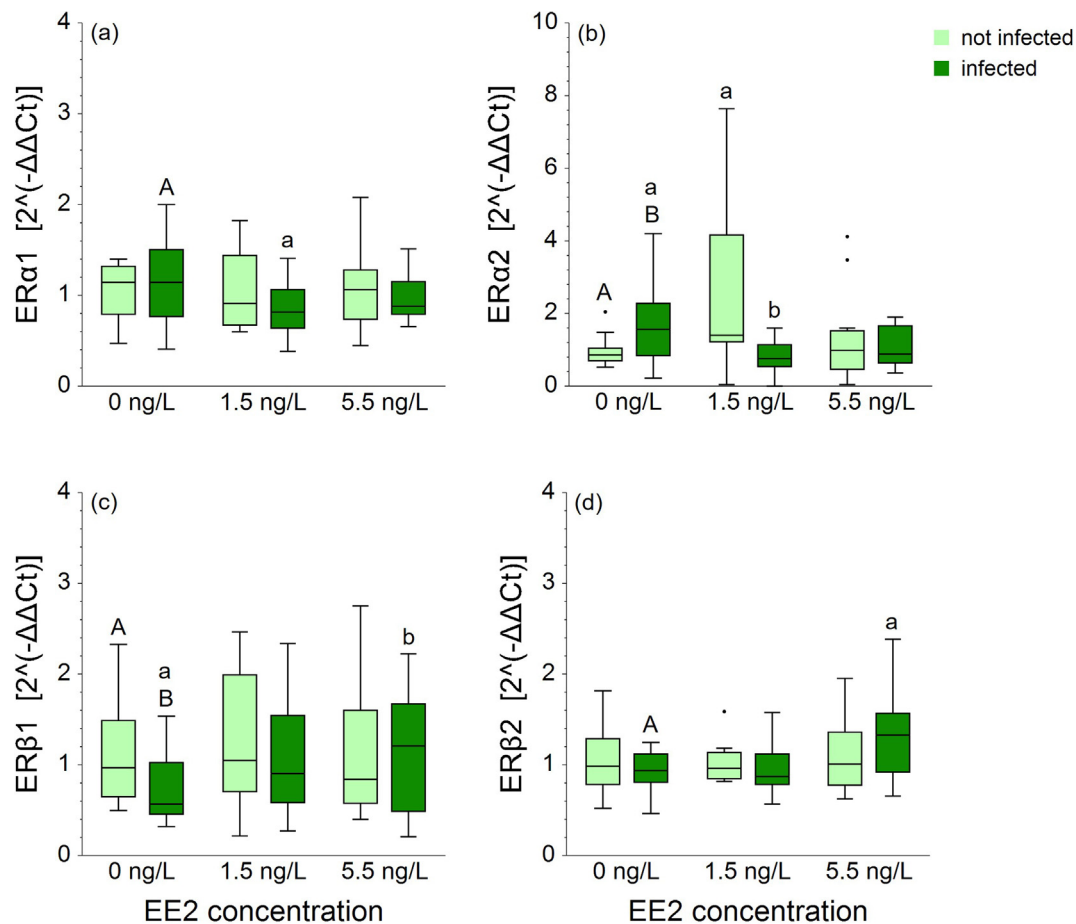 (a)
ERα1 [2^(-ΔΔCt)]
4
3
2
1
0
A
a
0 ng/L 1.5 ng/L 5.5 ng/L
(b)
ERα2 [2^(-ΔΔCt)]
10
8
6
4
2
0
A
a
B
a
b
0 ng/L 1.5 ng/L 5.5 ng/L
not infected
infected
(c)
ERβ1 [2^(-ΔΔCt)]
4
3
2
1
0
A
a
B
b
0 ng/L 1.5 ng/L 5.5 ng/L
EE2 concentration
(d)
ERβ2 [2^(-ΔΔCt)]
4
3
2
1
0
A
a
0 ng/L 1.5 ng/L 5.5 ng/L
EE2 concentration